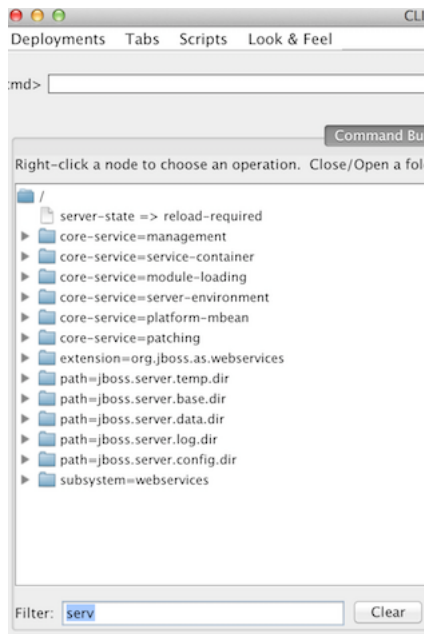 CLI
Deployments Tabs Scripts Look & Feel
cmd>
Command Bu
Right-click a node to choose an operation. Close/Open a fol
/
server-state => reload-required
core-service=management
core-service=service-container
core-service=module-loading
core-service=server-environment
core-service=platform-mbean
core-service=patching
extension=org.jboss.as.webservices
path=jboss.server.temp.dir
path=jboss.server.base.dir
path=jboss.server.data.dir
path=jboss.server.log.dir
path=jboss.server.config.dir
subsystem=webservices
Filter: serv Clear